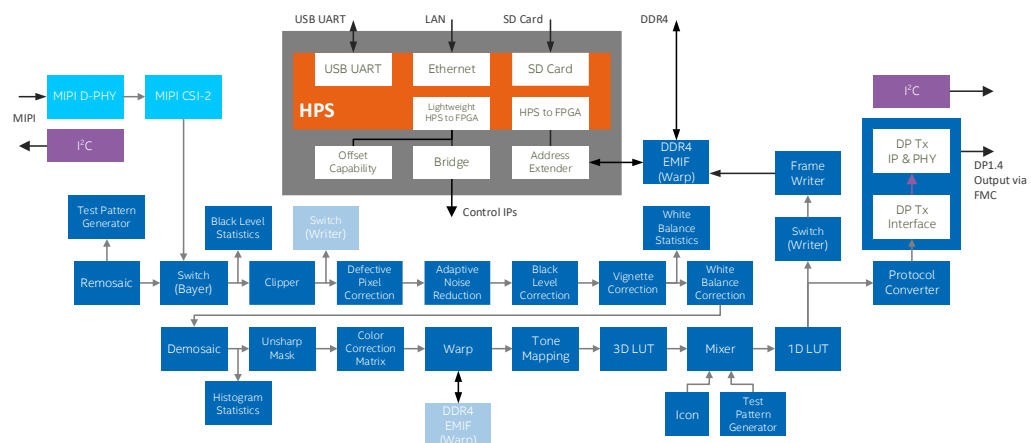 USB UART
LAN
SD Card
DDR4
USB UART
Ethernet
SD Card
HPS
Lightweight
HPS to FPGA
HPS to FPGA
Offset
Capability
Bridge
Address
Extender
Control IPs
MIPI D-PHY
MIPI CSI-2
MIPI
I²C
DDR4
EMIF
(Warp)
Frame
Writer
Switch
(Writer)
I²C
DP Tx
IP & PHY
DP Tx
Interface
DP1.4
Output via
FMC
Test Pattern
Generator
Black Level
Statistics
Switch
(Writer)
White
Balance
Statistics
Remosaic
Switch
(Bayer)
Clipper
Defective
Pixel
Correction
Adaptive
Noise
Reduction
Black
Level
Correction
Vignette
Correction
White
Balance
Correction
Protocol
Converter
Demosaic
Unsharp
Mask
Color
Correction
Matrix
Warp
Tone
Mapping
3D LUT
Mixer
1D LUT
Histogram
Statistics
DDR4
EMIF
(Warp)
Icon
Test
Pattern
Generator